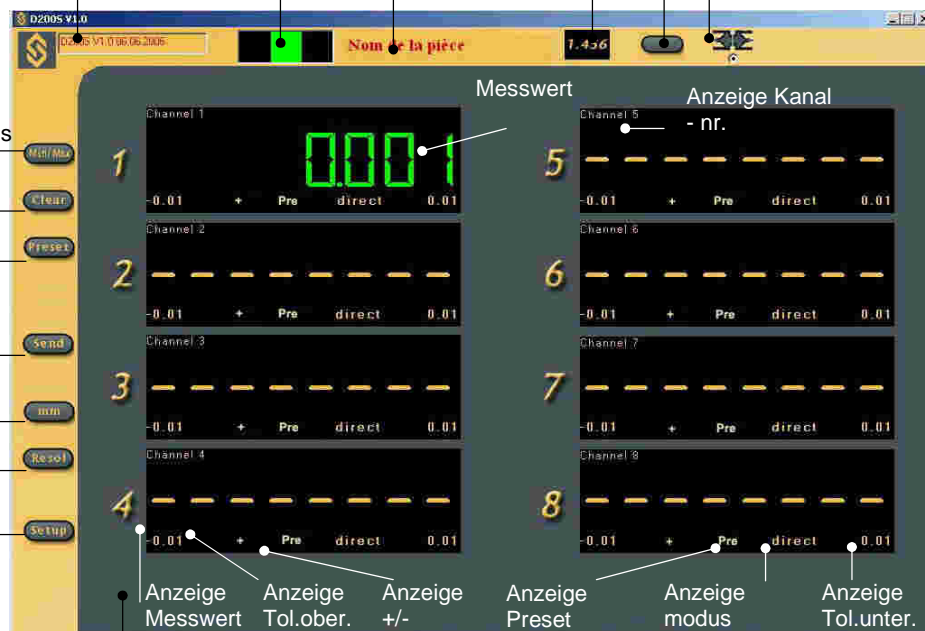 D200S V1.0
D200S V1.0 06.06.2006
Nom de la pièce
1.456
Messwert
Anzeige Kanal
- nr.
s
Min/Max
Clear
Preset
Send
mm
Resol
Setup
1
Channel 1
0.001
-0.01 + Pre direct 0.01
2
Channel 2
-0.01 + Pre direct 0.01
3
Channel 3
-0.01 + Pre direct 0.01
4
Channel 4
-0.01 + Pre direct 0.01
5
Channel 5
-0.01 + Pre direct 0.01
6
Channel 6
-0.01 + Pre direct 0.01
7
Channel 7
-0.01 + Pre direct 0.01
8
Channel 8
-0.01 + Pre direct 0.01
Anzeige
Messwert
Anzeige
Tol.ober.
Anzeige
+/-
Anzeige
Preset
Anzeige
modus
Anzeige
Tol.unter.